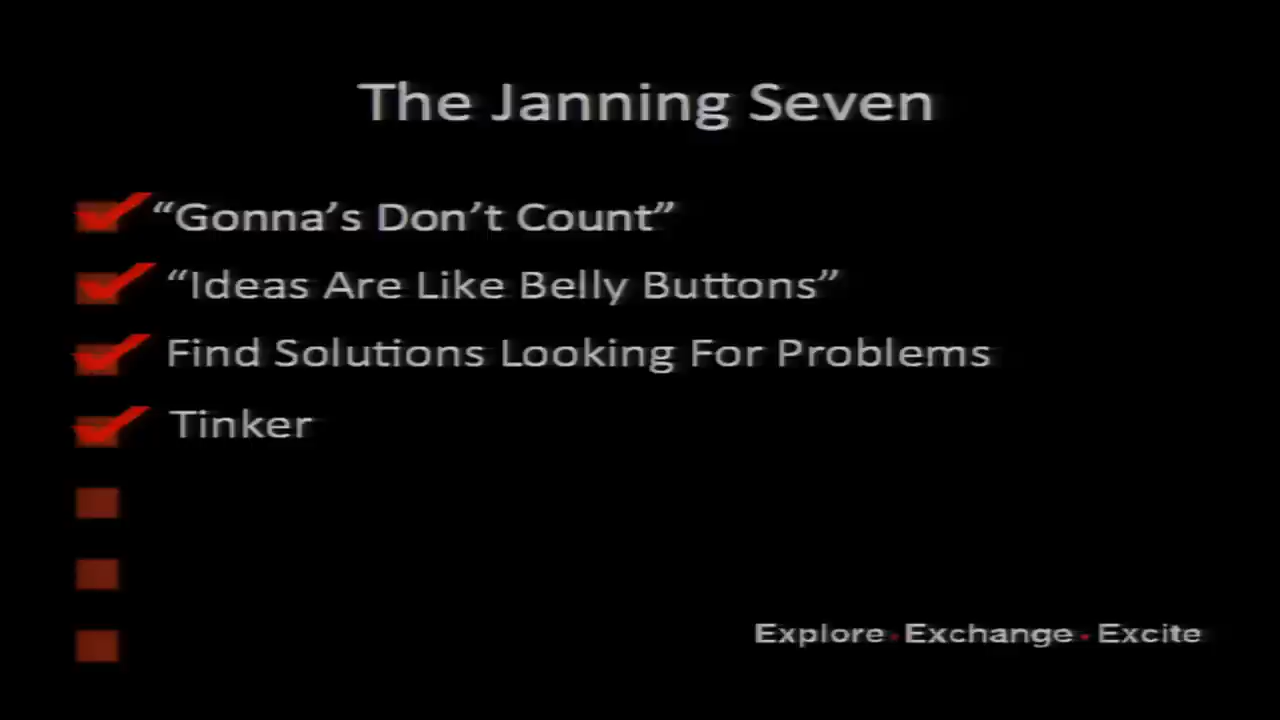 The Janning Seven
“Gonna’s Don’t Count”
“Ideas Are Like Belly Buttons”
Find Solutions Looking For Problems
Tinker
Explore · Exchange · Excite